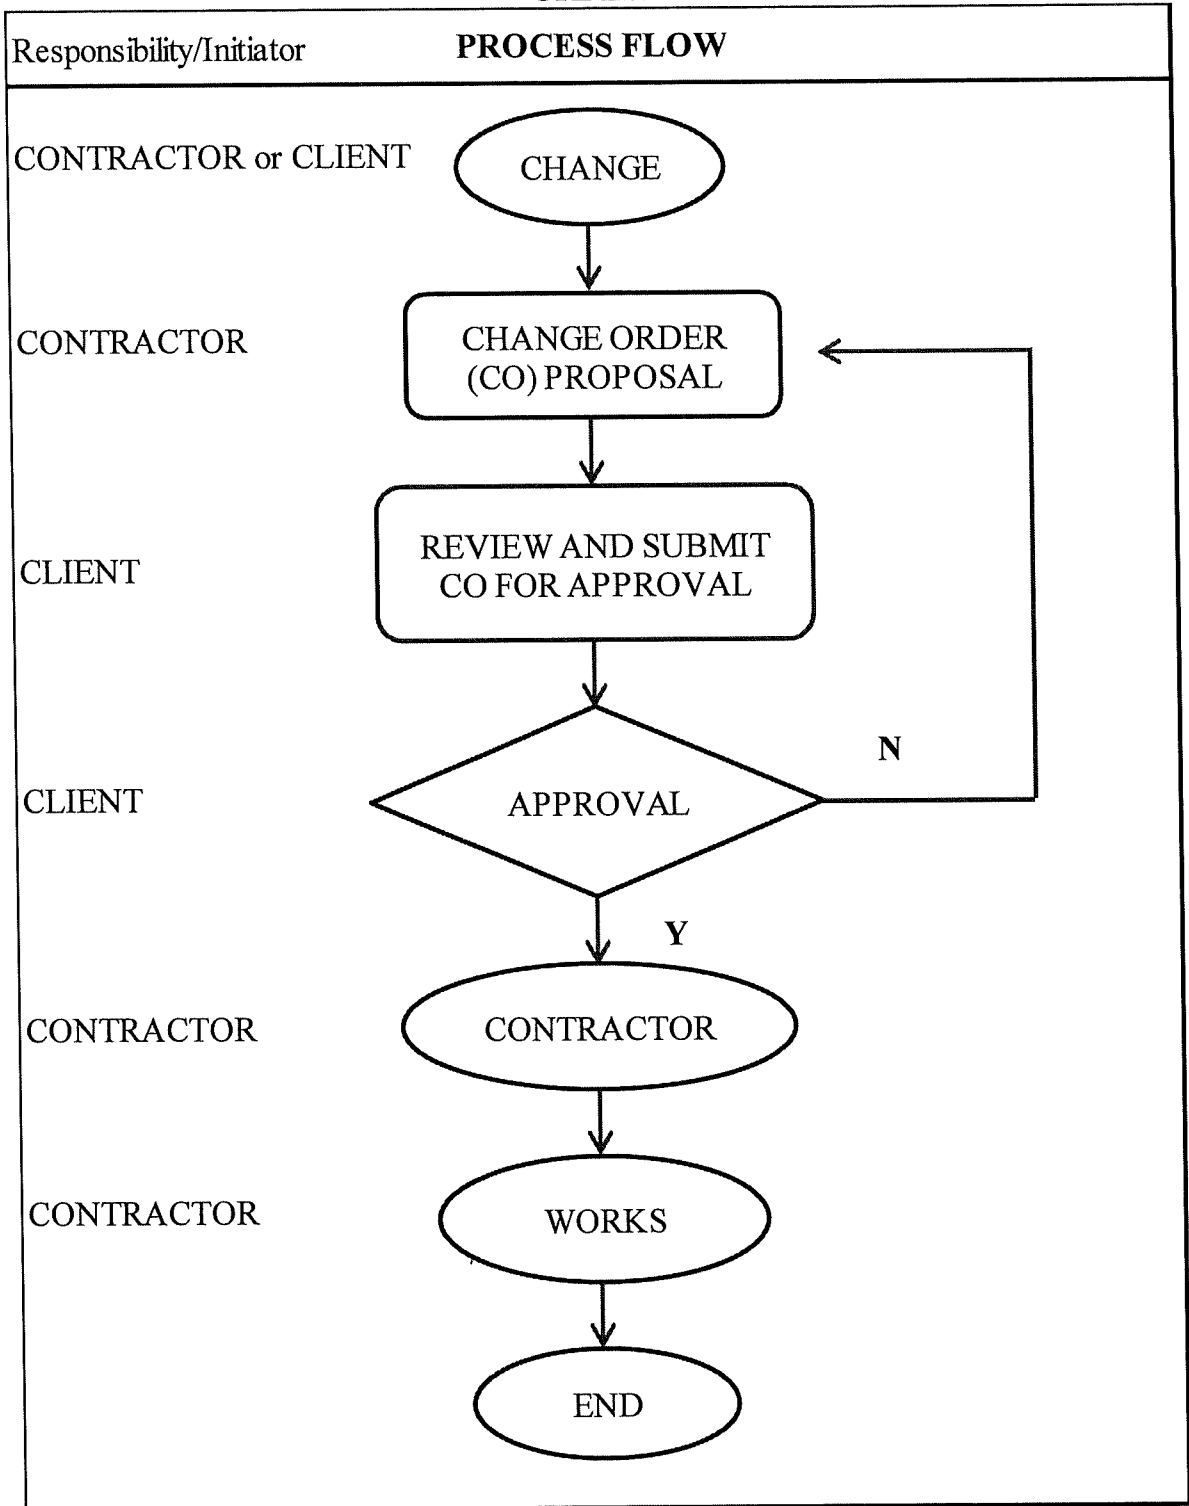 Responsibility/Initiator PROCESS FLOW
CONTRACTOR or CLIENT CHANGE
CONTRACTOR CHANGE ORDER
(CO) PROPOSAL
REVIEW AND SUBMIT
CLIENT CO FOR APPROVAL
N
CLIENT APPROVAL
Y
CONTRACTOR CONTRACTOR
CONTRACTOR WORKS
END